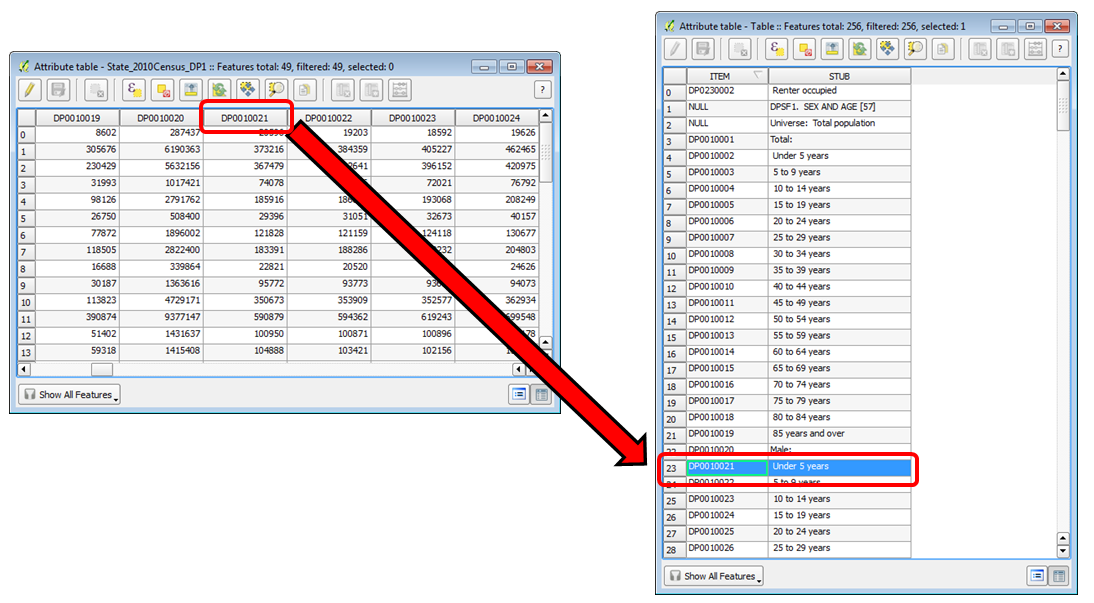 Attribute table - State_2010Census_DP1 :: Features total: 49, filtered: 49, selected: 0
?
DP0010019 DP0010020 DP0010021 DP0010022 DP0010023 DP0010024
0 8602 287437 19203 18592 19626
1 305676 6190363 373216 384359 405227 462465
2 230429 5632156 367479 396152 420975
3 31993 1017421 74078 72021 76792
4 98126 2791762 185916 193068 208249
5 26750 508400 29396 31051 32673 40157
6 77872 1896002 121828 121159 124118 130677
7 118505 2822400 183391 188286 204803
8 16688 339864 22821 20520 24626
9 30187 1363616 95772 93773 94073
10 113823 4729171 350673 353909 352577 362934
11 390874 9377147 590879 594362 619243 699548
12 51402 1431637 100950 100871 100896
13 59318 1415408 104888 103421 102156
Show All Features
Attribute table - Table :: Features total: 256, filtered: 256, selected: 1
?
ITEM STUB
0 DP0230002 Renter occupied
1 NULL DPSF1. SEX AND AGE [57]
2 NULL Universe: Total population
3 DP0010001 Total:
4 DP0010002 Under 5 years
5 DP0010003 5 to 9 years
6 DP0010004 10 to 14 years
7 DP0010005 15 to 19 years
8 DP0010006 20 to 24 years
9 DP0010007 25 to 29 years
10 DP0010008 30 to 34 years
11 DP0010009 35 to 39 years
12 DP0010010 40 to 44 years
13 DP0010011 45 to 49 years
14 DP0010012 50 to 54 years
15 DP0010013 55 to 59 years
16 DP0010014 60 to 64 years
17 DP0010015 65 to 69 years
18 DP0010016 70 to 74 years
19 DP0010017 75 to 79 years
20 DP0010018 80 to 84 years
21 DP0010019 85 years and over
22 DP0010020 Male:
23 DP0010021 Under 5 years
24 DP0010022 5 to 9 years
25 DP0010023 10 to 14 years
26 DP0010024 15 to 19 years
27 DP0010025 20 to 24 years
28 DP0010026 25 to 29 years
Show All Features